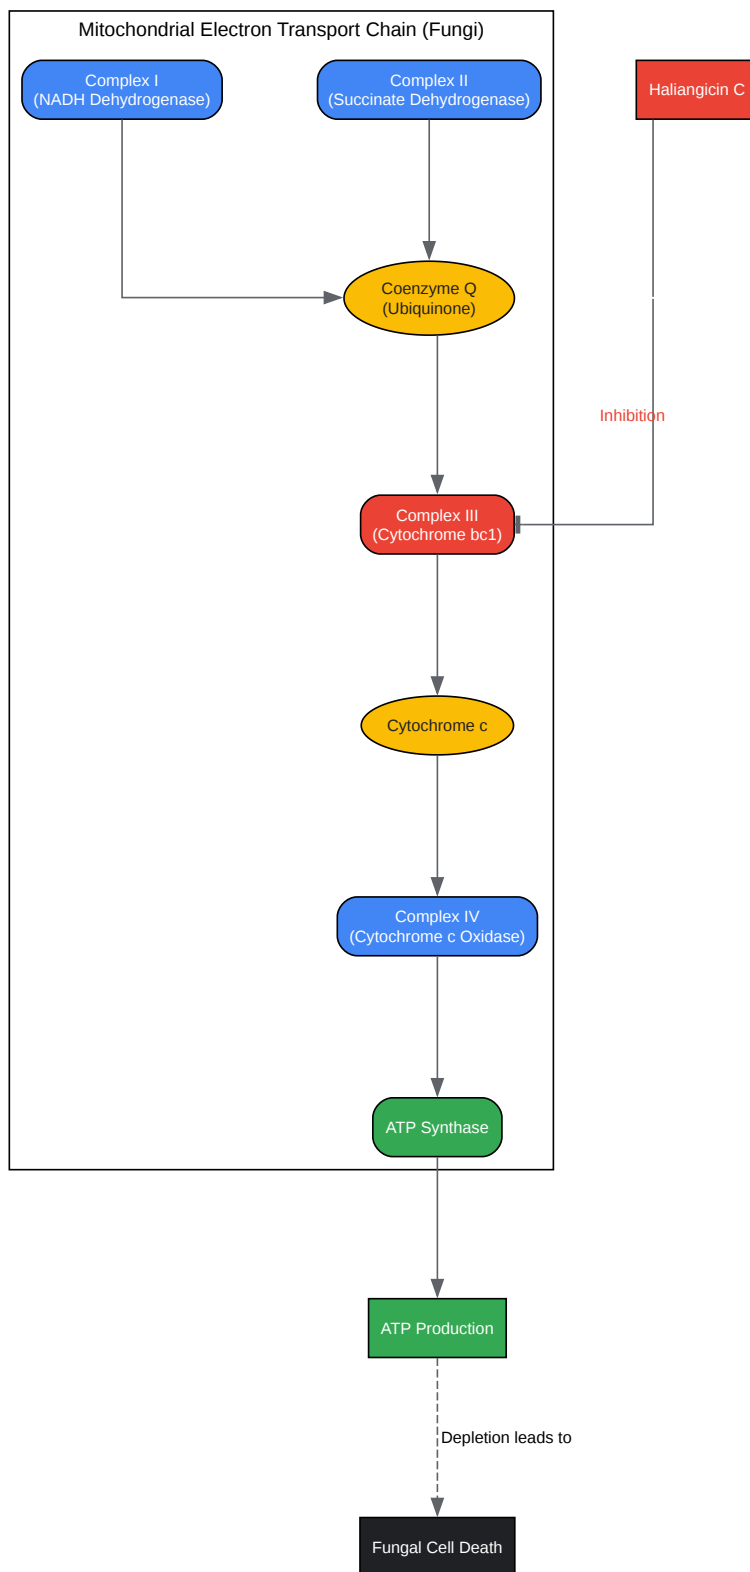 Mitochondrial Electron Transport Chain (Fungi)
Complex I
(NADH Dehydrogenase)
Complex II
(Succinate Dehydrogenase)
Haliangicin C
Coenzyme Q
(Ubiquinone)
Inhibition
Complex III
(Cytochrome bc1)
Cytochrome c
Complex IV
(Cytochrome c Oxidase)
ATP Synthase
ATP Production
Depletion leads to
Fungal Cell Death